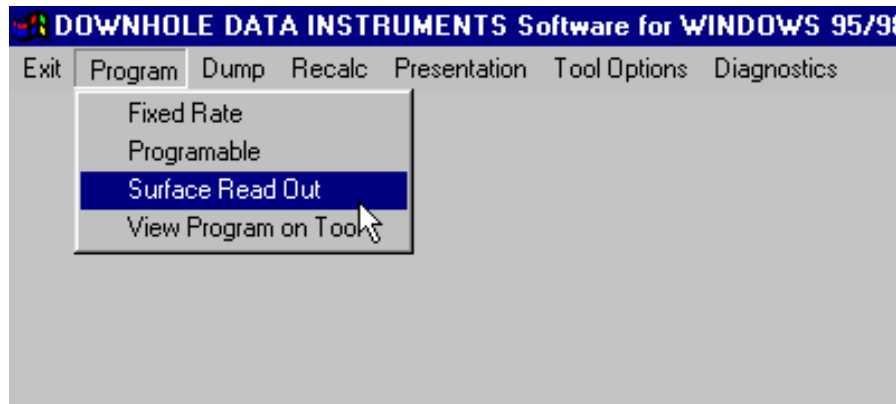 DOWNHOLE DATA INSTRUMENTS Software for WINDOWS 95/98
Exit Program Dump Recalc Presentation Tool Options Diagnostics
Fixed Rate
Programable
Surface Read Out
View Program on Tool